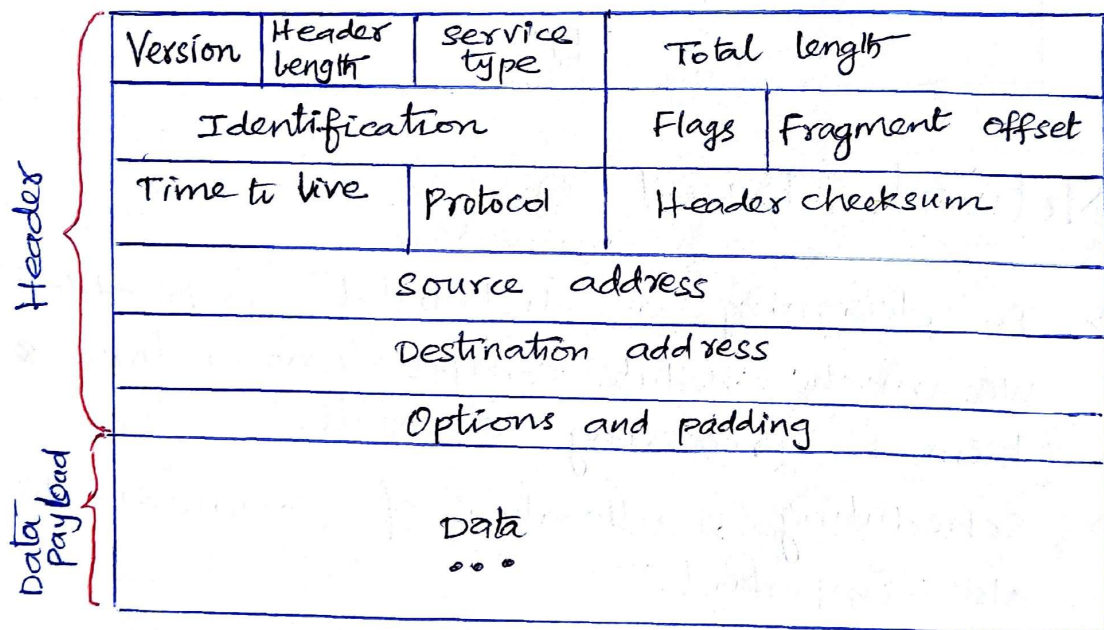 Version
Header
Length
service
type
Total length
Identification
Flags
Fragment offset
Time to live
Protocol
Header checksum
Source address
Destination address
Options and padding
Data
Header
Data
Payload